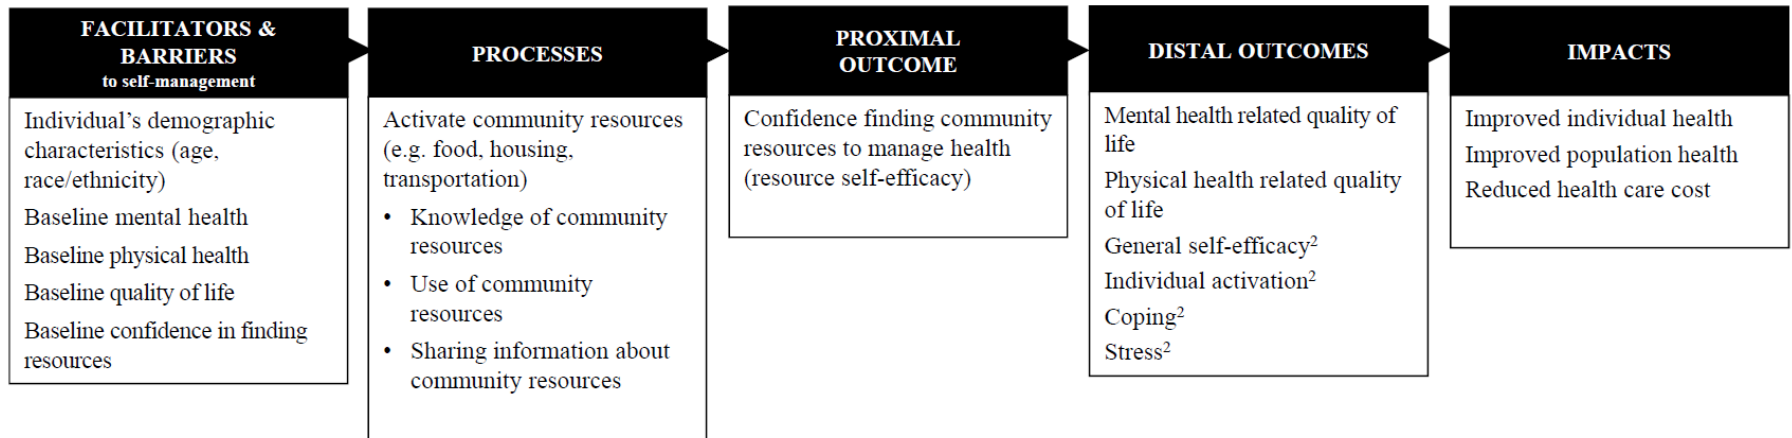 FACILITATORS &
BARRIERS
to self-management
Individual’s demographic
characteristics (age,
race/ethnicity)
Baseline mental health
Baseline physical health
Baseline quality of life
Baseline confidence in finding
resources
PROCESSES
Activate community resources
(e.g. food, housing,
transportation)
• Knowledge of community
resources
• Use of community
resources
• Sharing information about
community resources
PROXIMAL
OUTCOME
Confidence finding community
resources to manage health
(resource self-efficacy)
DISTAL OUTCOMES
Mental health related quality of
life
Physical health related quality
of life
General self-efficacy²
Individual activation²
Coping²
Stress²
IMPACTS
Improved individual health
Improved population health
Reduced health care cost